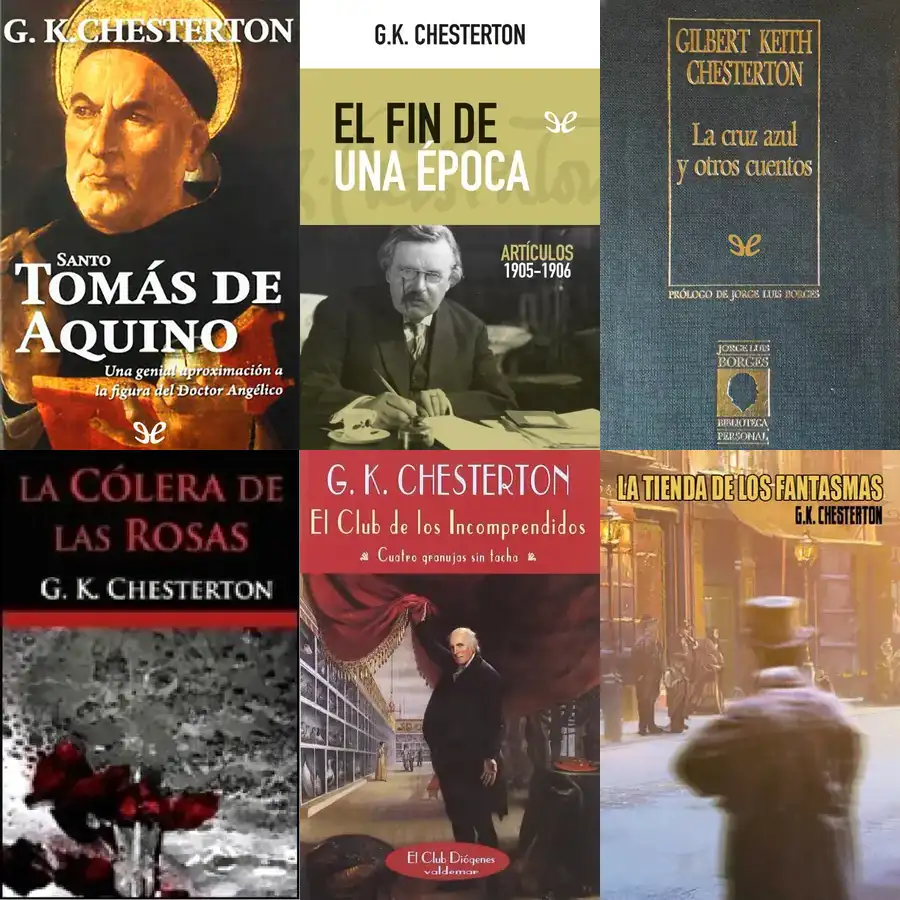 G. K. CHESTERTON
SANTO
TOMÁS DE
AQUINO
Una genial aproximación a
la figura del Doctor Angélico
G.K. CHESTERTON
EL FIN DE
UNA ÉPOCA
ARTÍCULOS
1905-1906
GILBERT KEITH
CHESTERTON
La cruz azul
y otros cuentos
PRÓLOGO DE JORGE LUIS BORGES
JORGE LUIS
BORGES
BIBLIOTECA
PERSONAL
LA CÓLERA DE
LAS ROSAS
G. K. CHESTERTON
G. K. CHESTERTON
El Club de los Incomprendidos
Cuatro granujas sin tacha
El Club Diógenes
valdemar
LA TIENDA DE LOS FANTASMAS
G.K. CHESTERTON